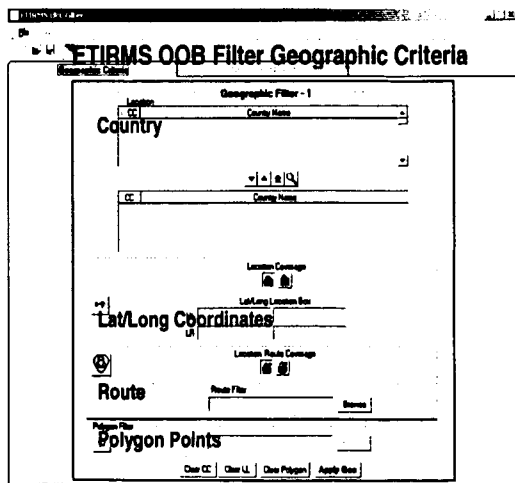 ETIRMS OOB Filter Geographic Criteria
Geographic Criteria
Geographic Filter - 1
Location
CC Country Name
Country
CC Country Name
Location Coverage
Lat/Long Location Box
Lat/Long Coordinates
LR
Location Route Coverage
Route Filter
Route
Browse
Polygon Filter
Polygon Points
Clear CC Clear LL Clear Polygon Apply Geo